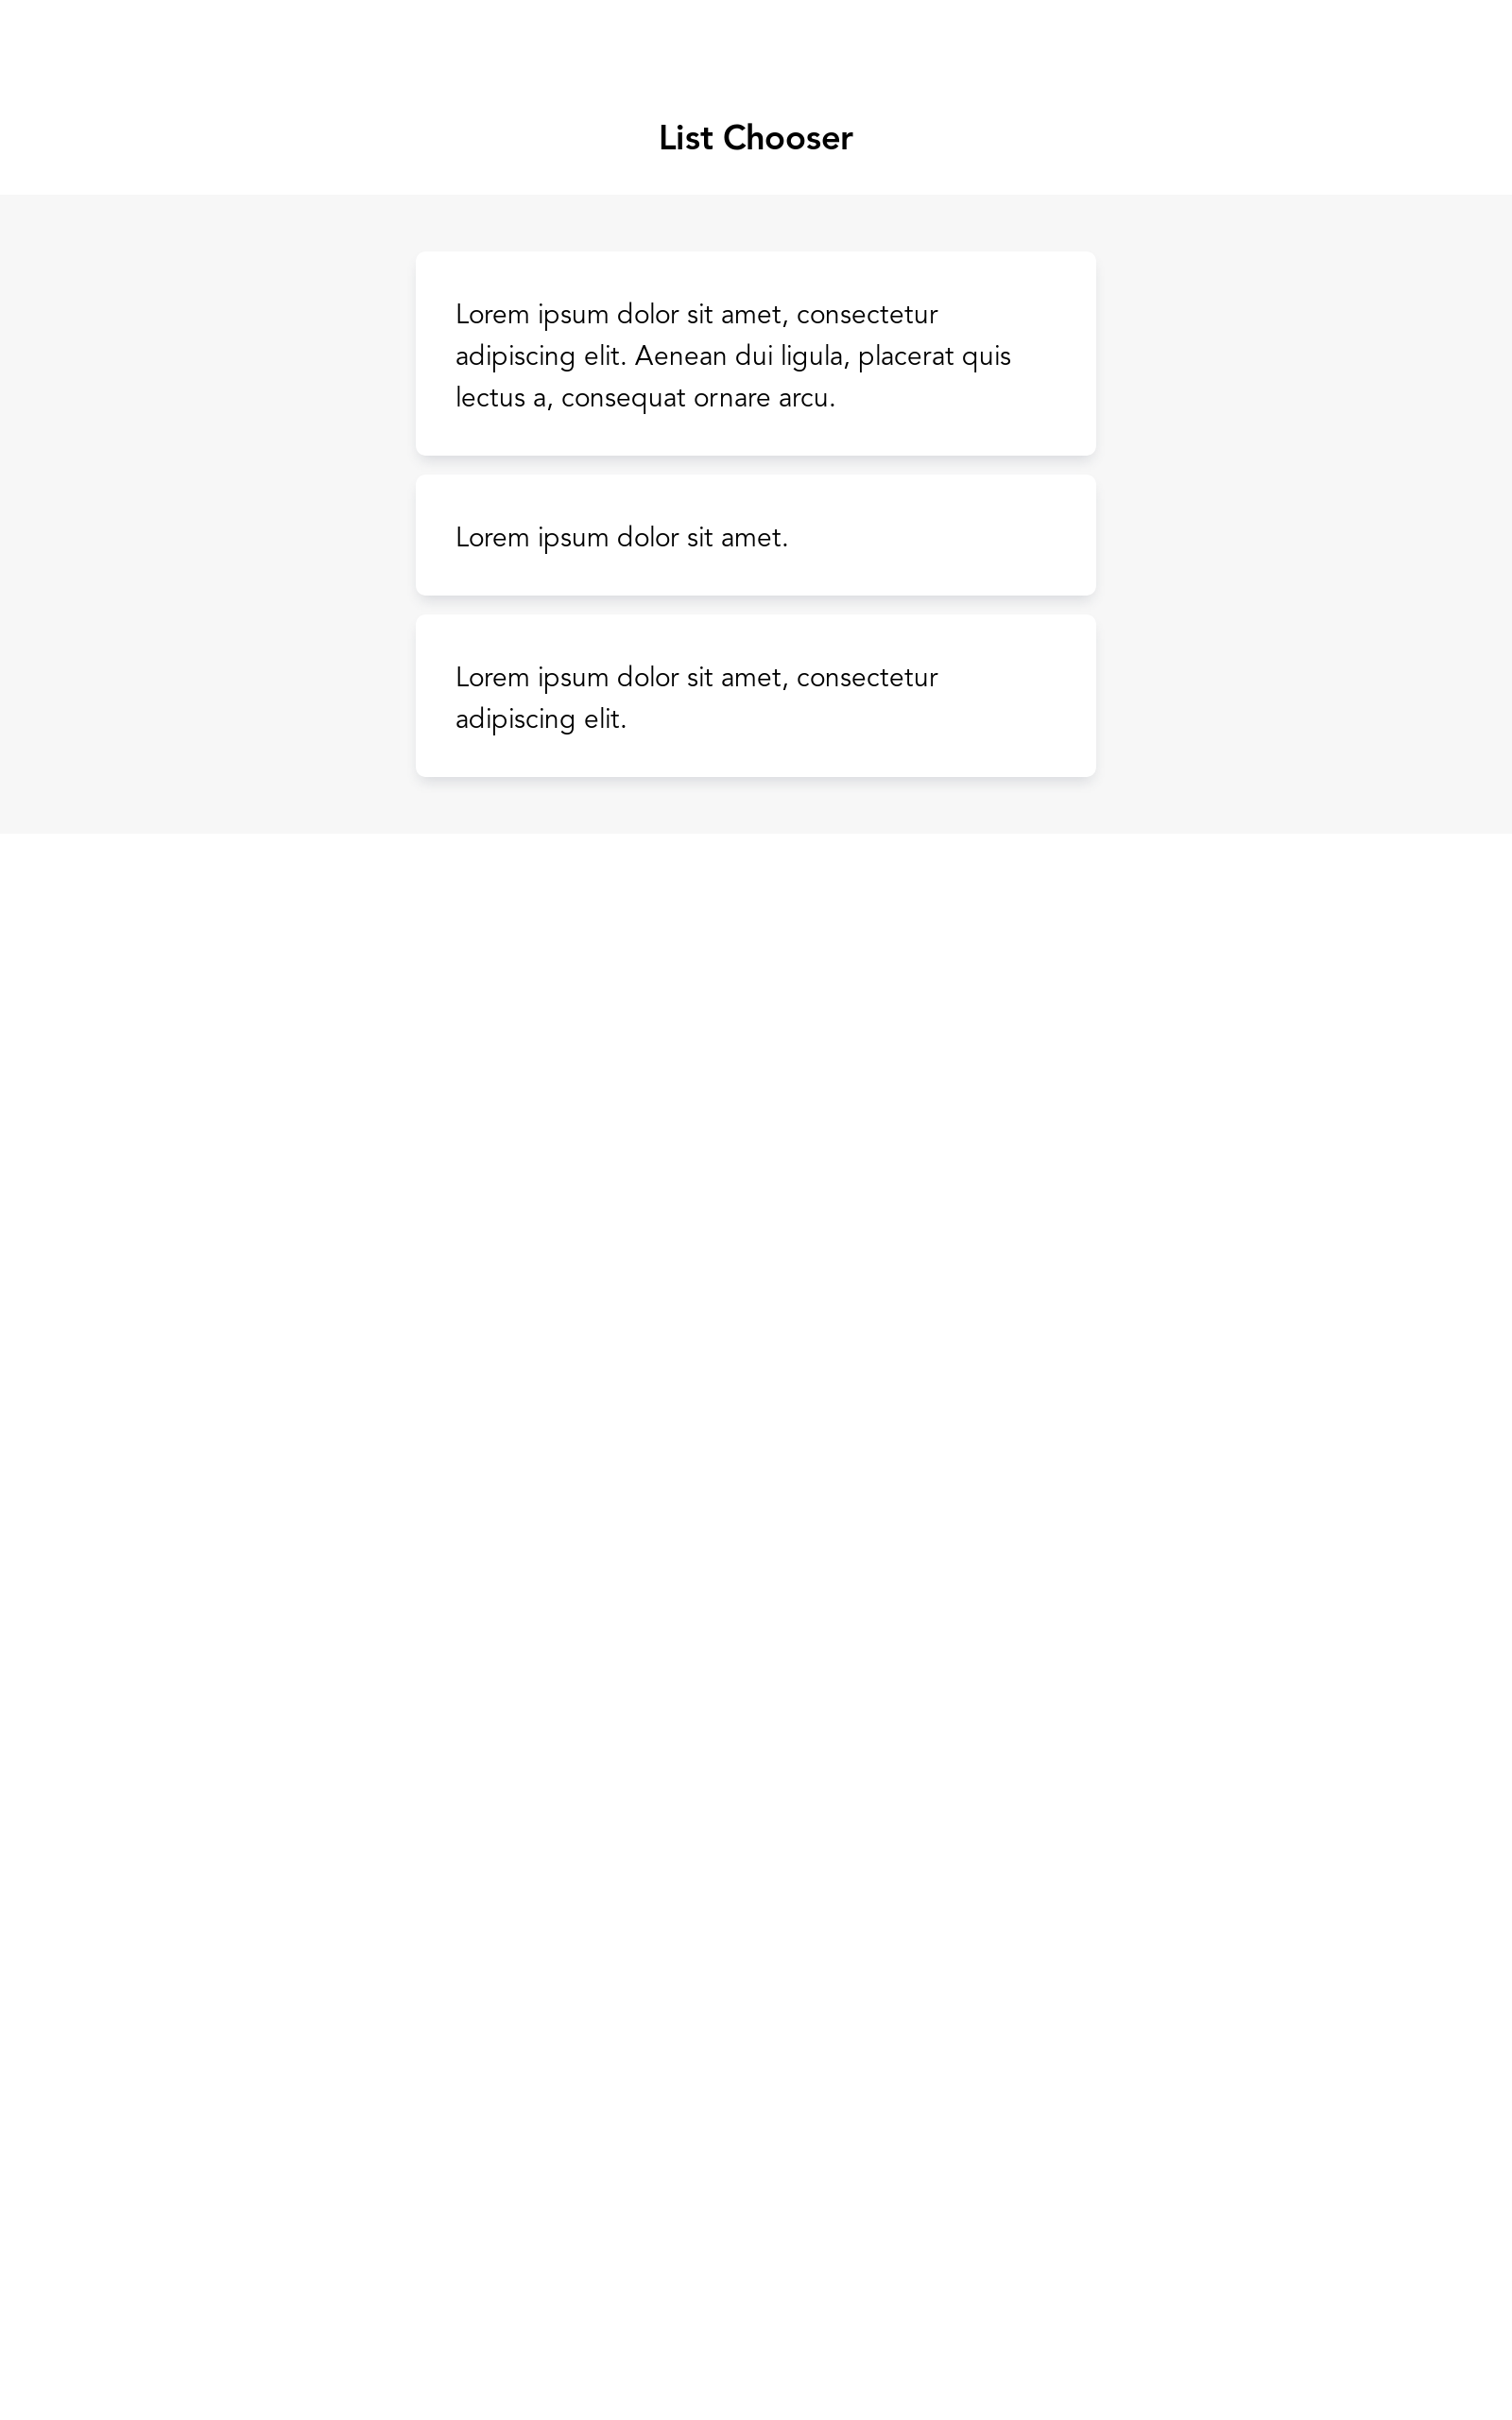 List Chooser
Lorem ipsum dolor sit amet, consectetur
adipiscing elit. Aenean dui ligula, placerat quis
lectus a, consequat ornare arcu.
Lorem ipsum dolor sit amet.
Lorem ipsum dolor sit amet, consectetur
adipiscing elit.